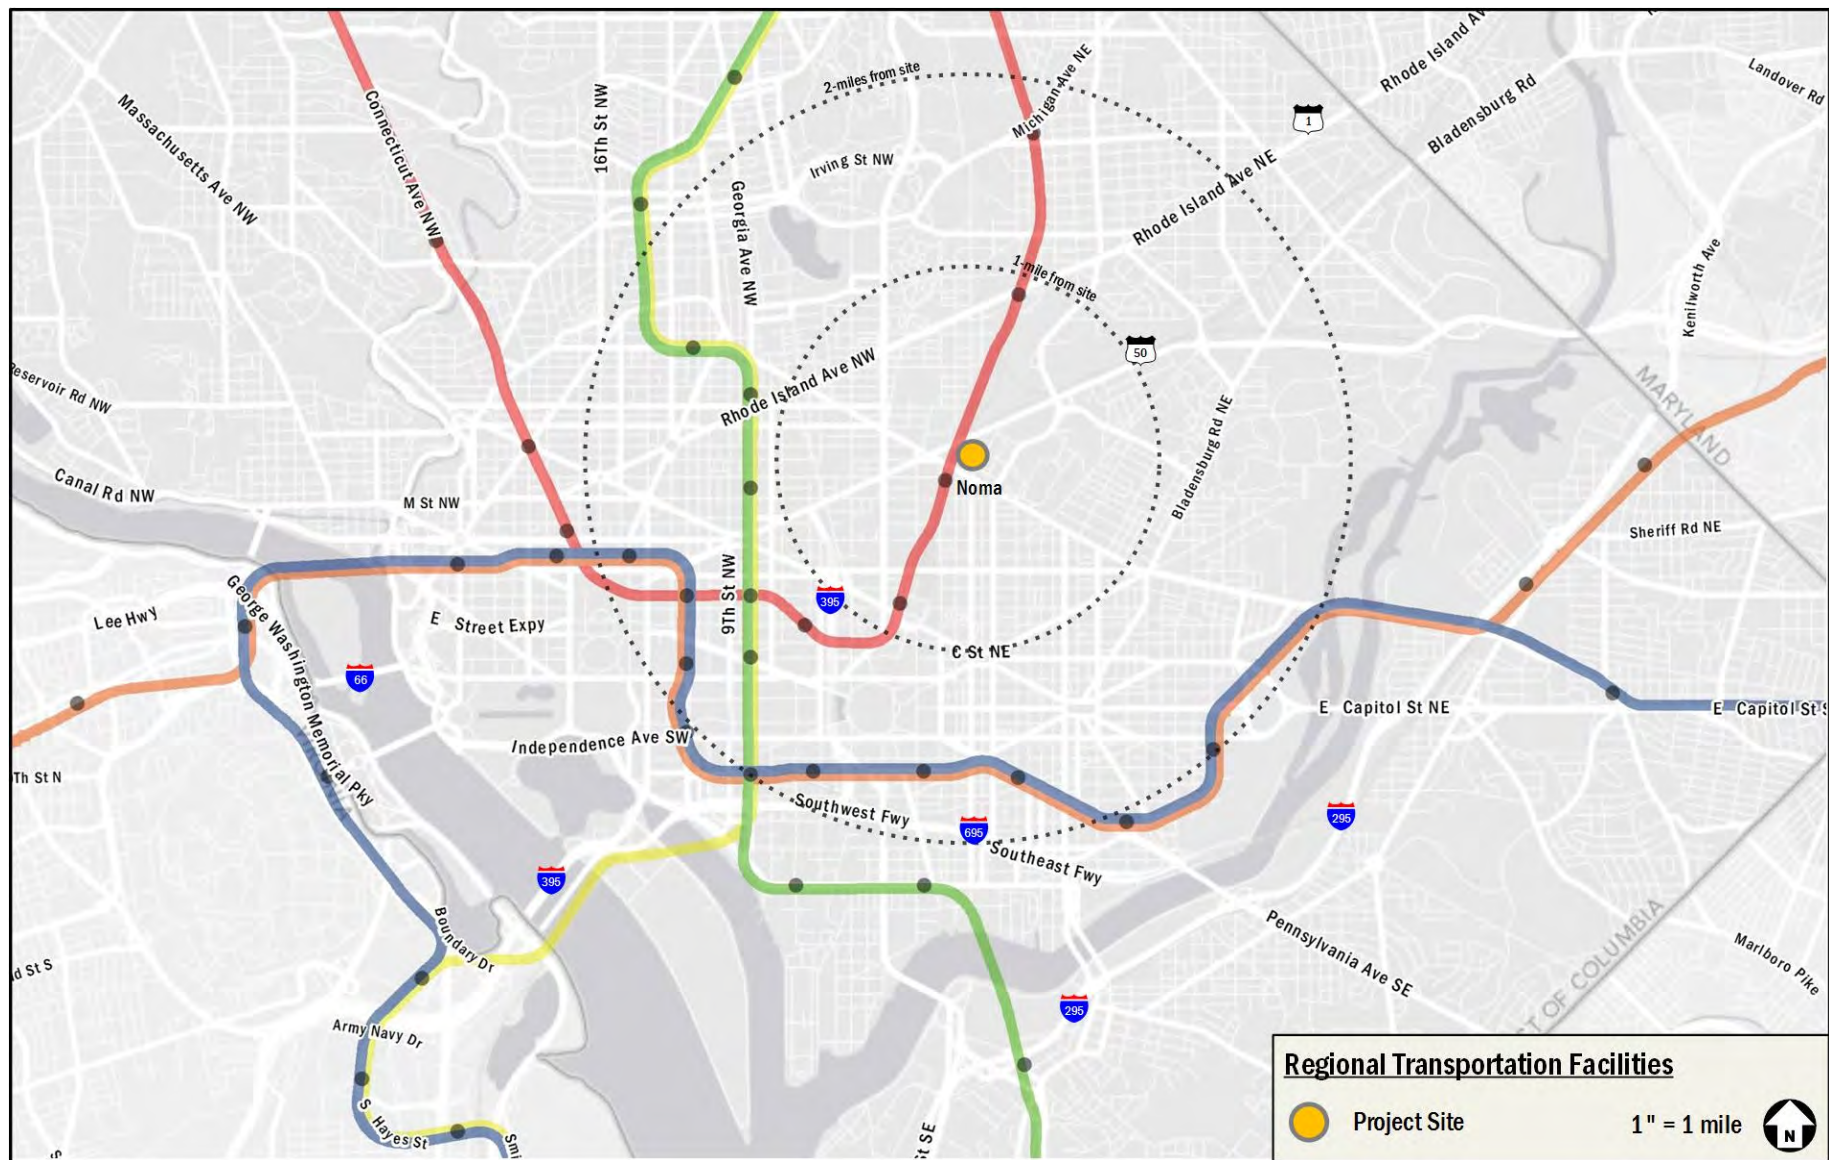 Rhode Island Av
Landover Rd
2-miles from site
Michigan Ave NE
Bladensburg Rd
Massachusetts Ave NW
Connecticut Ave NW
16Th St NW
1
Irving St NW
Georgia Ave NW
Rhode Island Ave NE
Kenilworth Ave
1-mile from site
50
Reservoir Rd NW
Rhode Island Ave NW
MARYLAND
Bladensburg Rd NE
Canal Rd NW
M St NW
Noma
Sheriff Rd NE
9Th St NW
395
Lee Hwy
George Washington Memorial Pky
E Street Expy
C St NE
66
E Capitol St NE
E Capitol St S
Independence Ave SW
Th St N
Southwest Fwy
695
295
Southeast Fwy
395
Boundary Dr
Pennsylvania Ave SE
CT OF COLUMBIA
Marlboro Pike
d St S
295
Army Navy Dr
S Hayes St
Smi
St SE
Regional Transportation Facilities
Project Site
1" = 1 mile
N